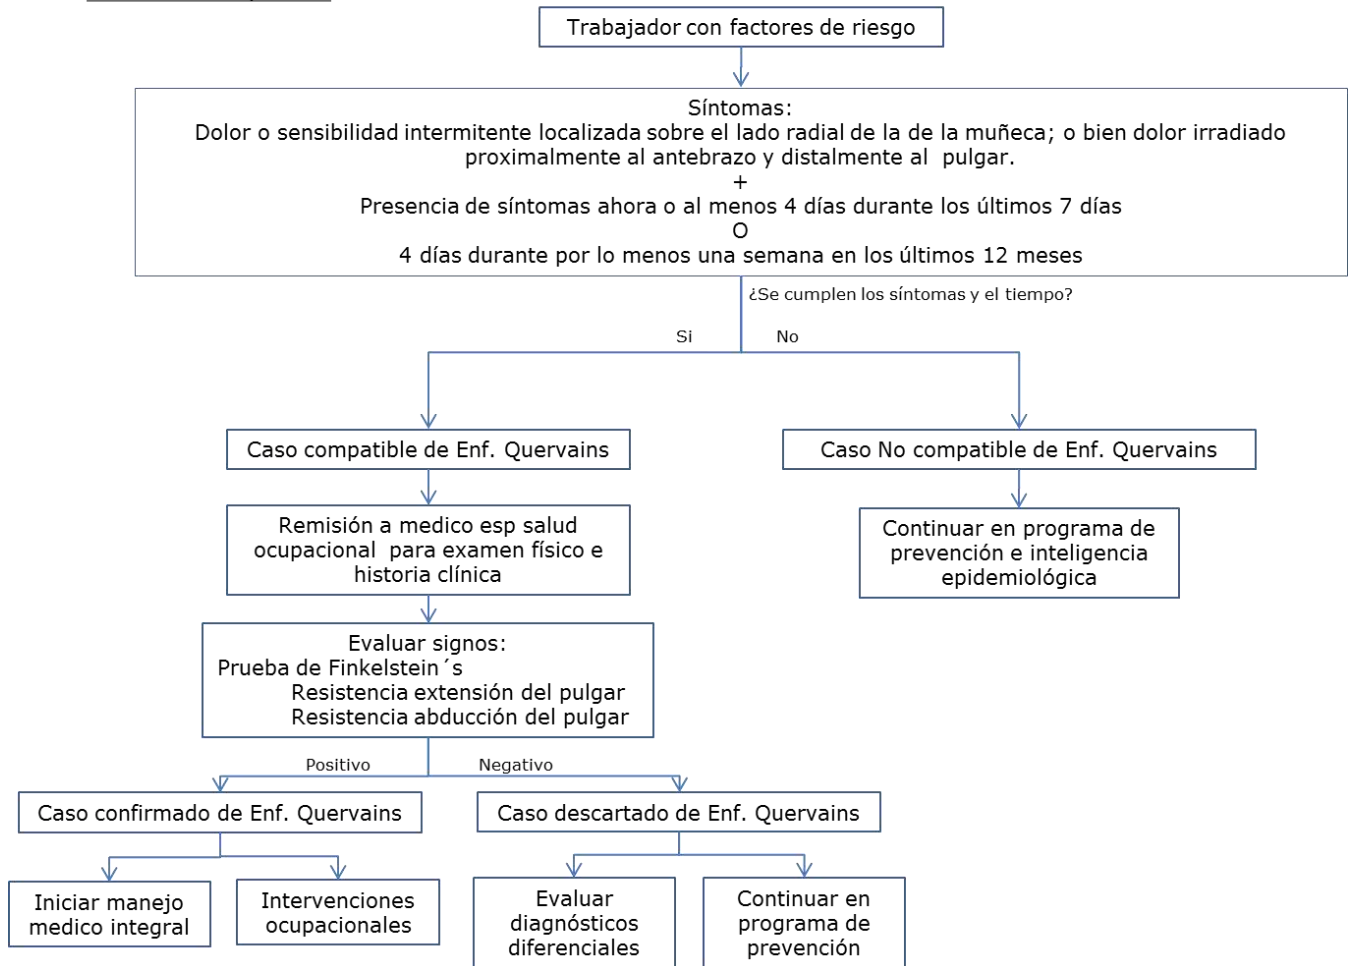 Trabajador con factores de riesgo
Síntomas:
Dolor o sensibilidad intermitente localizada sobre el lado radial de la de la muñeca; o bien dolor irradiado
proximalmente al antebrazo y distalmente al pulgar.
+
Presencia de síntomas ahora o al menos 4 días durante los últimos 7 días
O
4 días durante por lo menos una semana en los últimos 12 meses
¿Se cumplen los síntomas y el tiempo?
Si
No
Caso compatible de Enf. Quervains
Caso No compatible de Enf. Quervains
Remisión a medico esp salud
ocupacional para examen físico e
historia clínica
Continuar en programa de
prevención e inteligencia
epidemiológica
Evaluar signos:
Prueba de Finkelstein´s
Resistencia extensión del pulgar
Resistencia abducción del pulgar
Positivo
Negativo
Caso confirmado de Enf. Quervains
Caso descartado de Enf. Quervains
Iniciar manejo
medico integral
Intervenciones
ocupacionales
Evaluar
diagnósticos
diferenciales
Continuar en
programa de
prevención